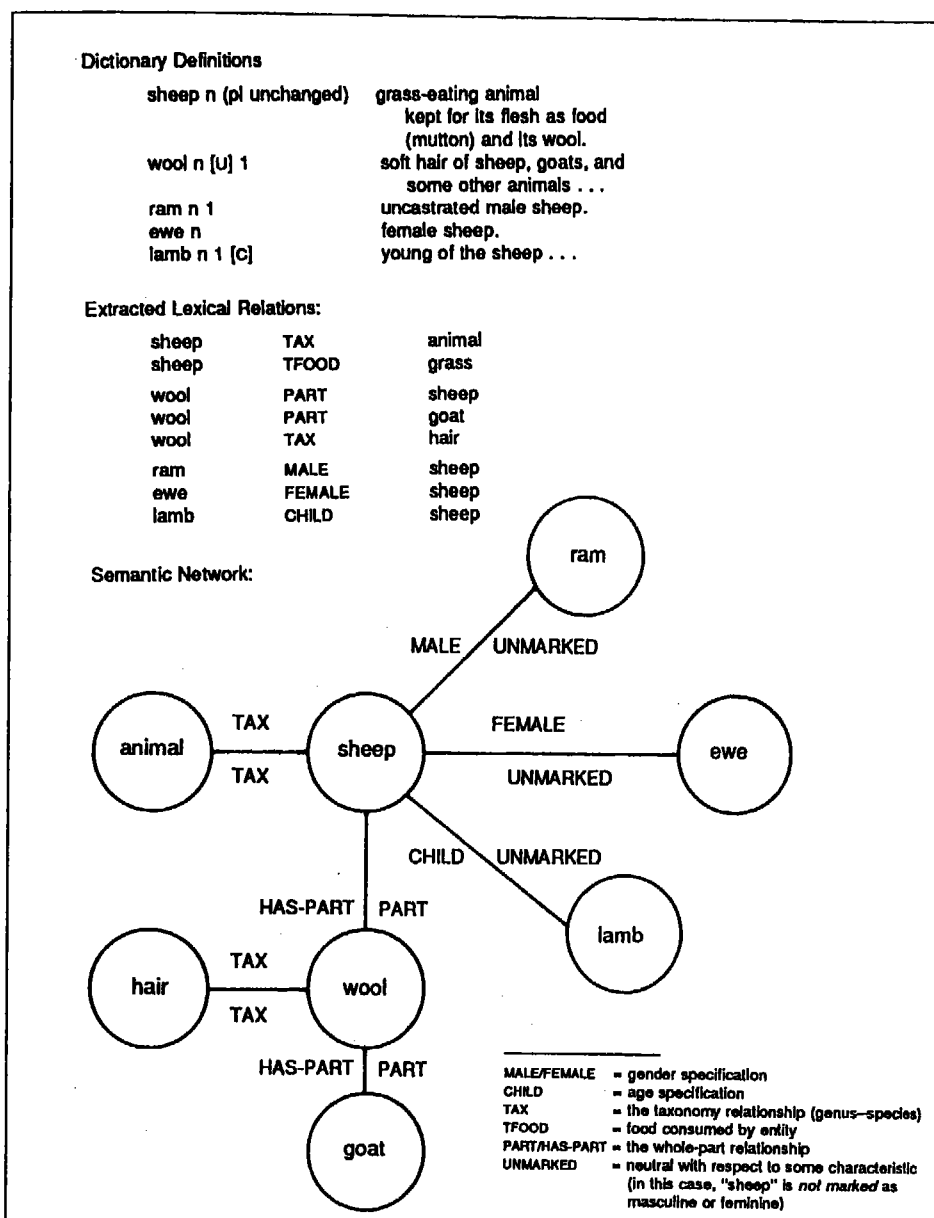 Dictionary Definitions
sheep n (pl unchanged) grass-eating animal
kept for its flesh as food
(mutton) and its wool.
wool n [U] 1 soft hair of sheep, goats, and
some other animals . . .
ram n 1 uncastrated male sheep.
ewe n female sheep.
lamb n 1 [C] young of the sheep . . .
Extracted Lexical Relations:
sheep TAX animal
sheep TFOOD grass
wool PART sheep
wool PART goat
wool TAX hair
ram MALE sheep
ewe FEMALE sheep
lamb CHILD sheep
Semantic Network:
ram
MALE UNMARKED
animal
TAX
TAX
sheep
FEMALE
UNMARKED
ewe
CHILD UNMARKED
lamb
HAS-PART PART
hair
TAX
TAX
wool
HAS-PART PART
goat
MALE/FEMALE = gender specification
CHILD = age specification
TAX = the taxonomy relationship (genus–species)
TFOOD = food consumed by entity
PART/HAS-PART = the whole-part relationship
UNMARKED = neutral with respect to some characteristic
(in this case, "sheep" is not marked as
masculine or feminine)